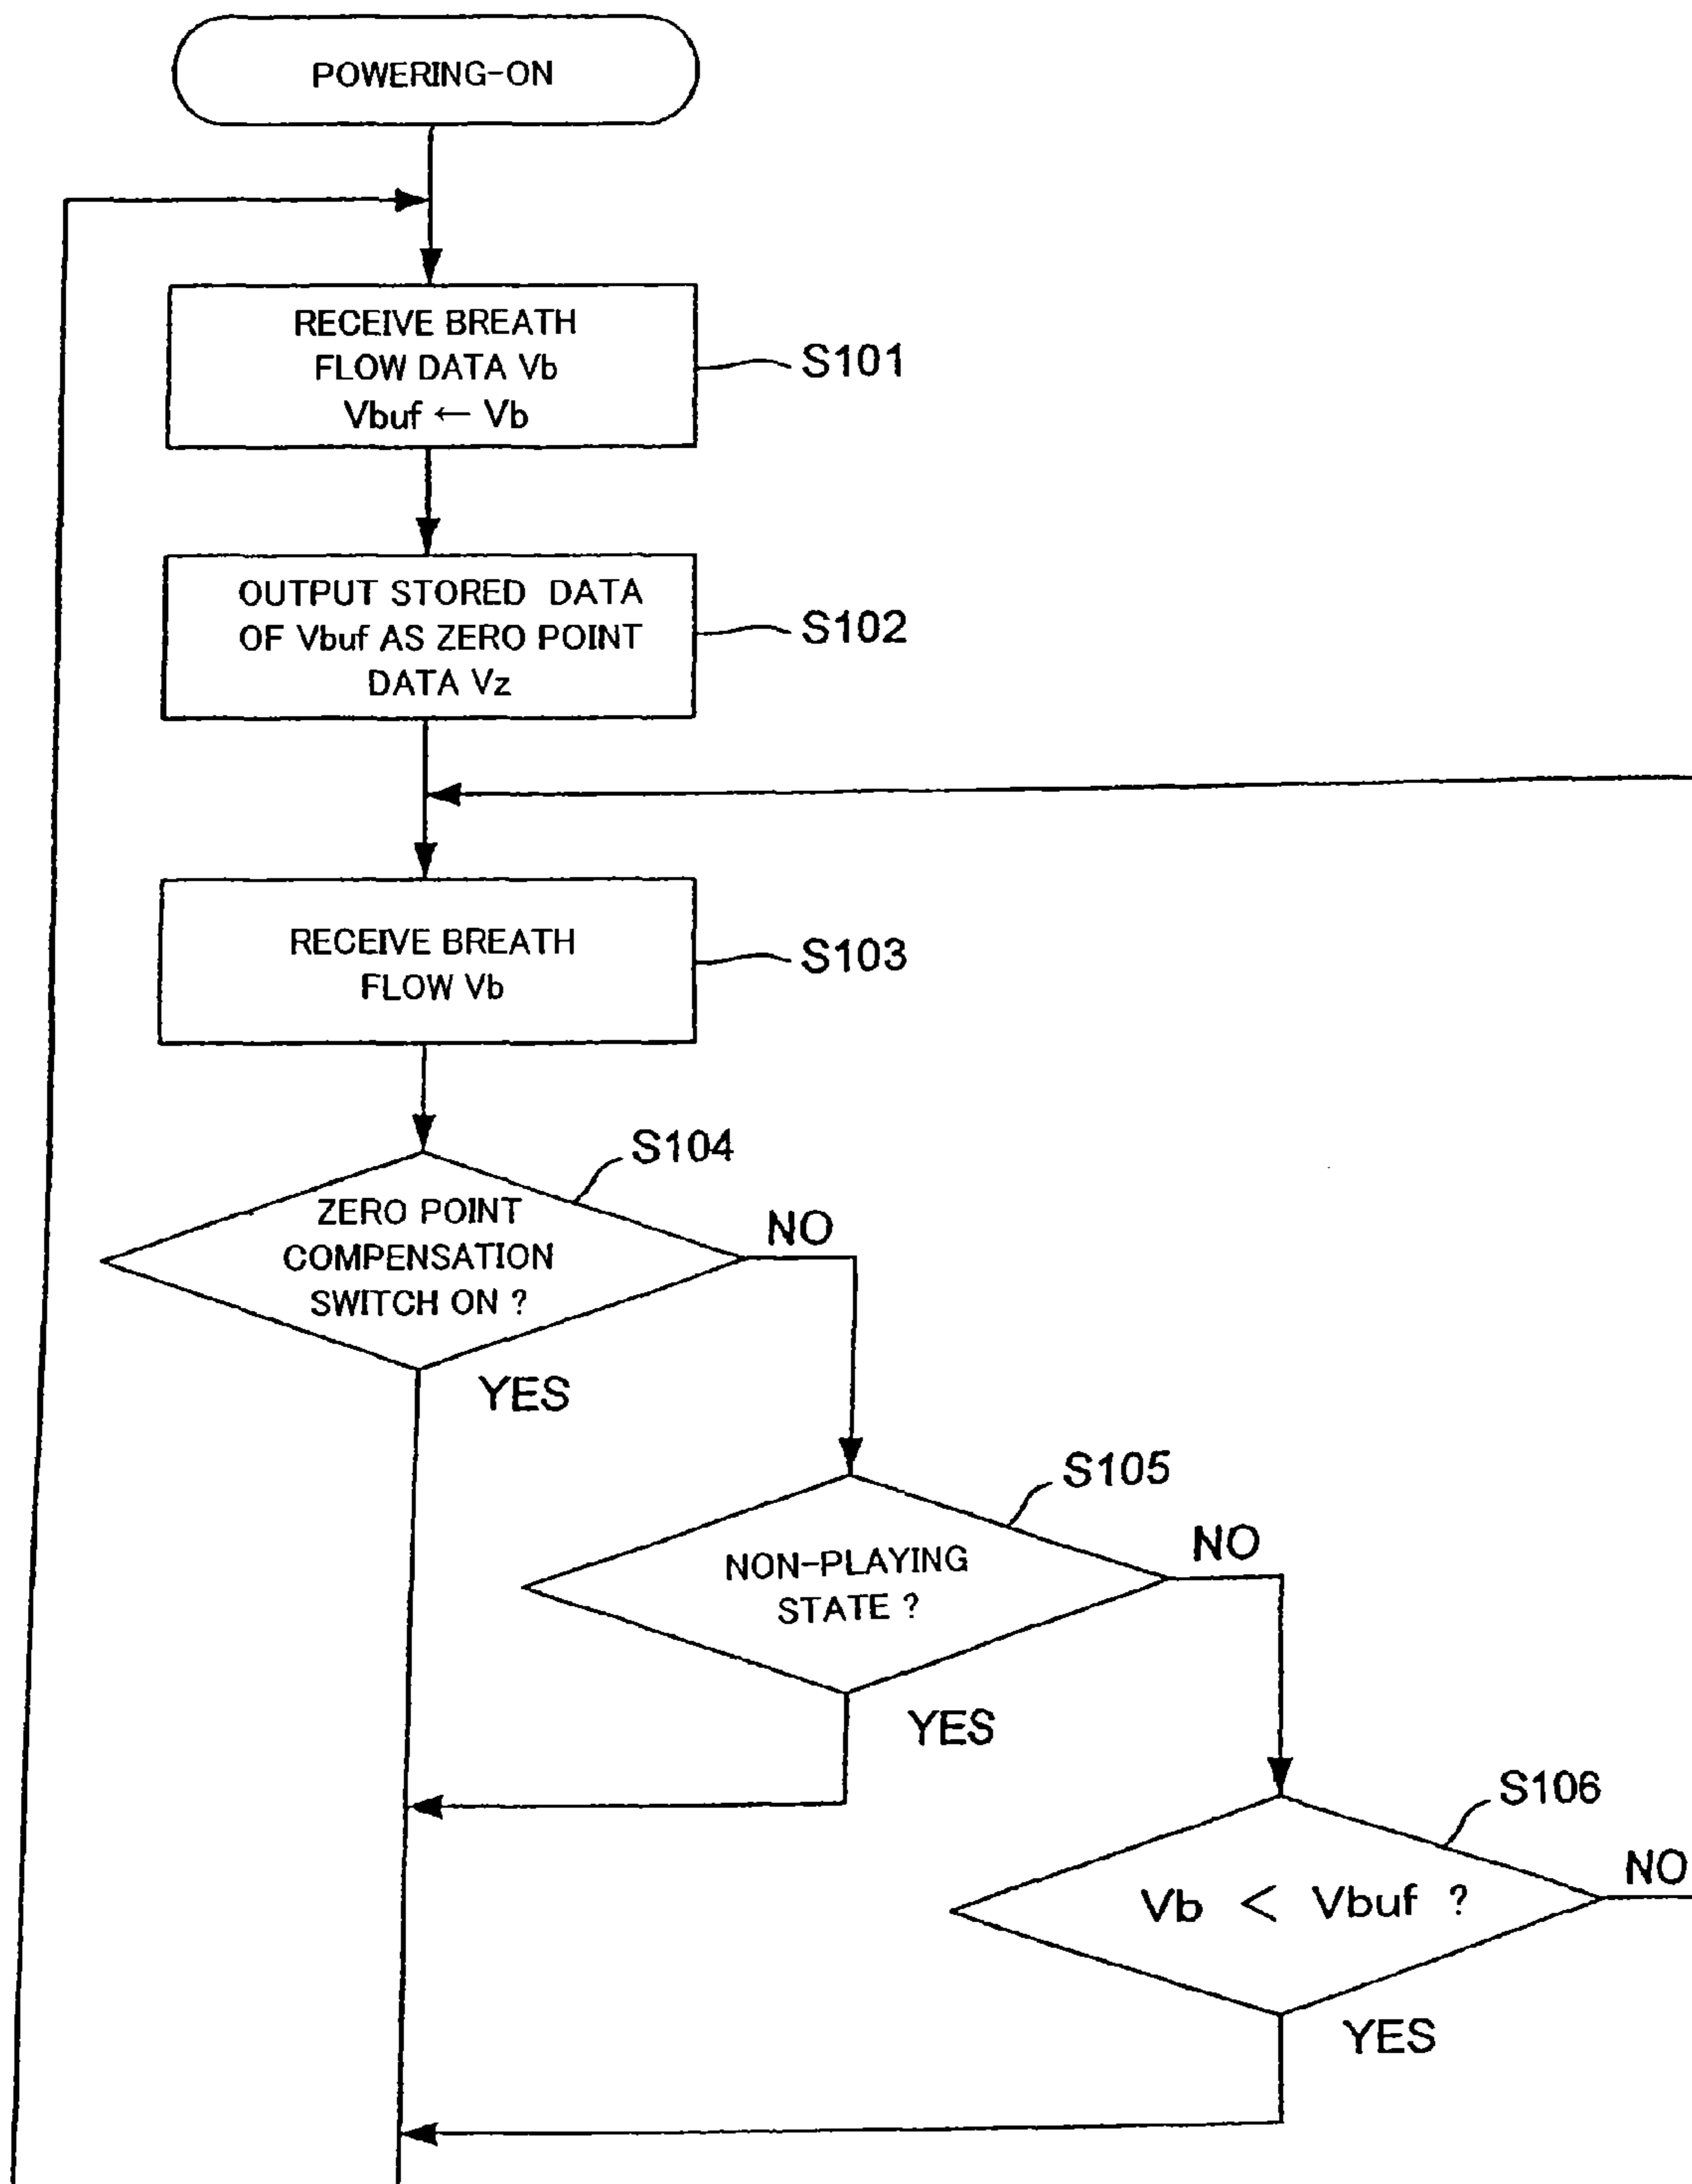 POWERING-ON
RECEIVE BREATH
FLOW DATA Vb
Vbuf ← Vb
S101
OUTPUT STORED DATA
OF Vbuf AS ZERO POINT
DATA Vz
S102
RECEIVE BREATH
FLOW Vb
S103
S104
ZERO POINT
COMPENSATION
SWITCH ON ?
NO
YES
S105
NON-PLAYING
STATE ?
NO
YES
S106
Vb < Vbuf ?
NO
YES